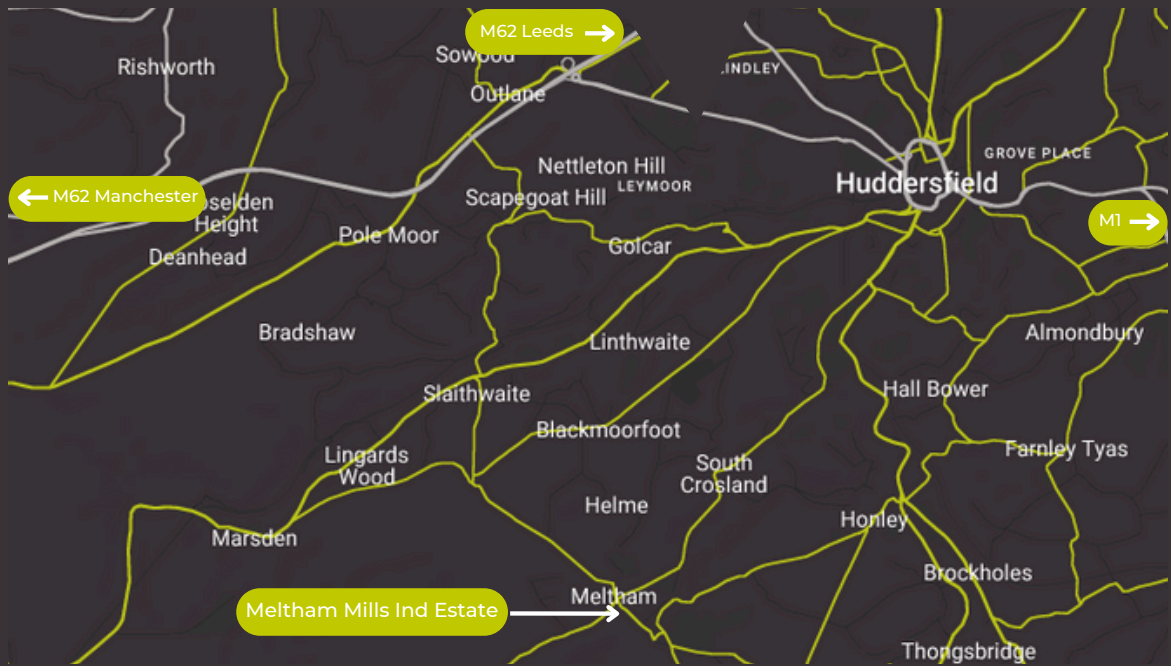 M62 Leeds
Sowood
Rishworth
INDLEY
Outlane
GROVE PLACE
Nettleton Hill
LEYMOOR
Huddersfield
M62 Manchester
Scapegoat Hill
oselden
Height
M1
Pole Moor
Golcar
Deanhead
Bradshaw
Linthwaite
Almondbury
Slaithwaite
Hall Bower
Blackmoorfoot
Farnley Tyas
Lingards
Wood
South
Crosland
Helme
Honley
Marsden
Brockholes
Meltham
Meltham Mills Ind Estate
Thongsbridge